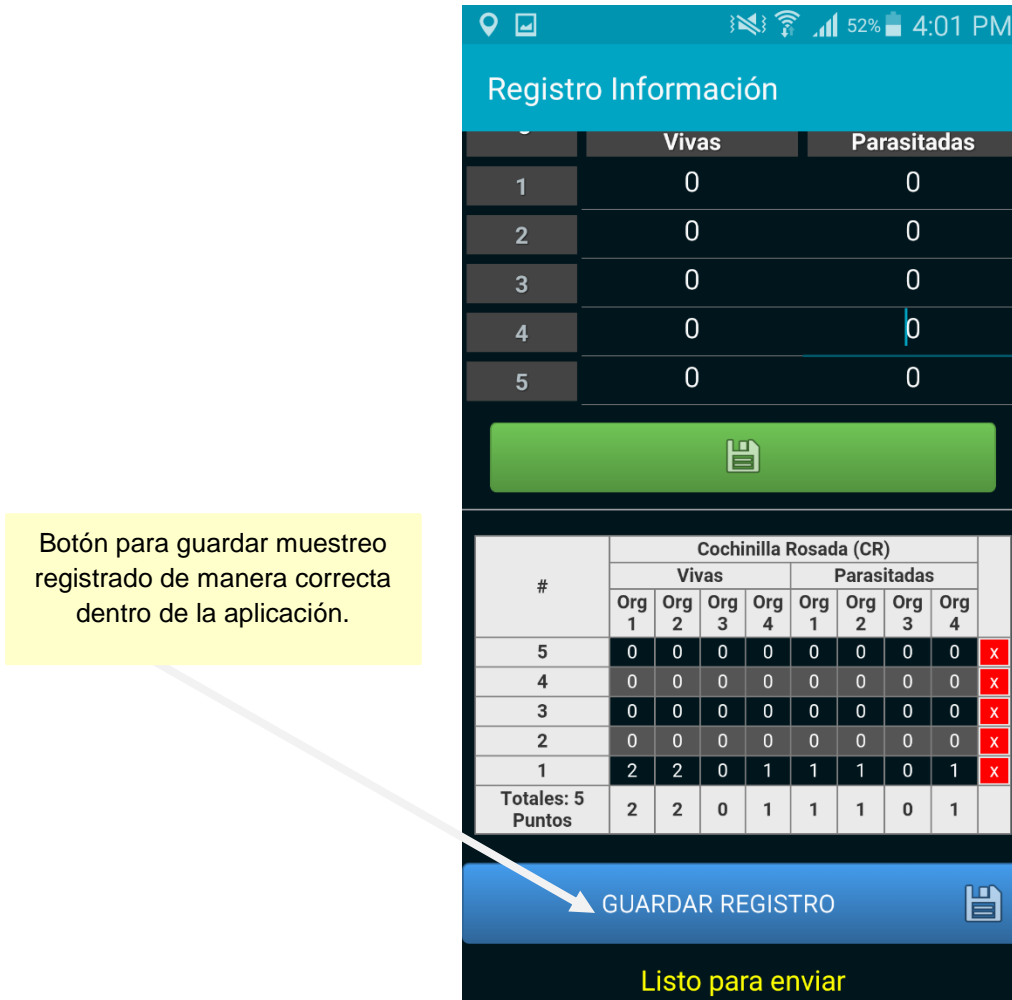 52% 4:01 PM
Registro Información
Vivas Parasitadas
1 0 0
2 0 0
3 0 0
4 0 0
5 0 0
Botón para guardar muestreo
registrado de manera correcta
dentro de la aplicación.
Cochinilla Rosada (CR)
# Vivas Parasitadas
Org 1 Org 2 Org 3 Org 4 Org 1 Org 2 Org 3 Org 4
5 0 0 0 0 0 0 0 0 x
4 0 0 0 0 0 0 0 0 x
3 0 0 0 0 0 0 0 0 x
2 0 0 0 0 0 0 0 0 x
1 2 2 0 1 1 1 0 1 x
Totales: 5 Puntos 2 2 0 1 1 1 0 1
GUARDAR REGISTRO
Listo para enviar